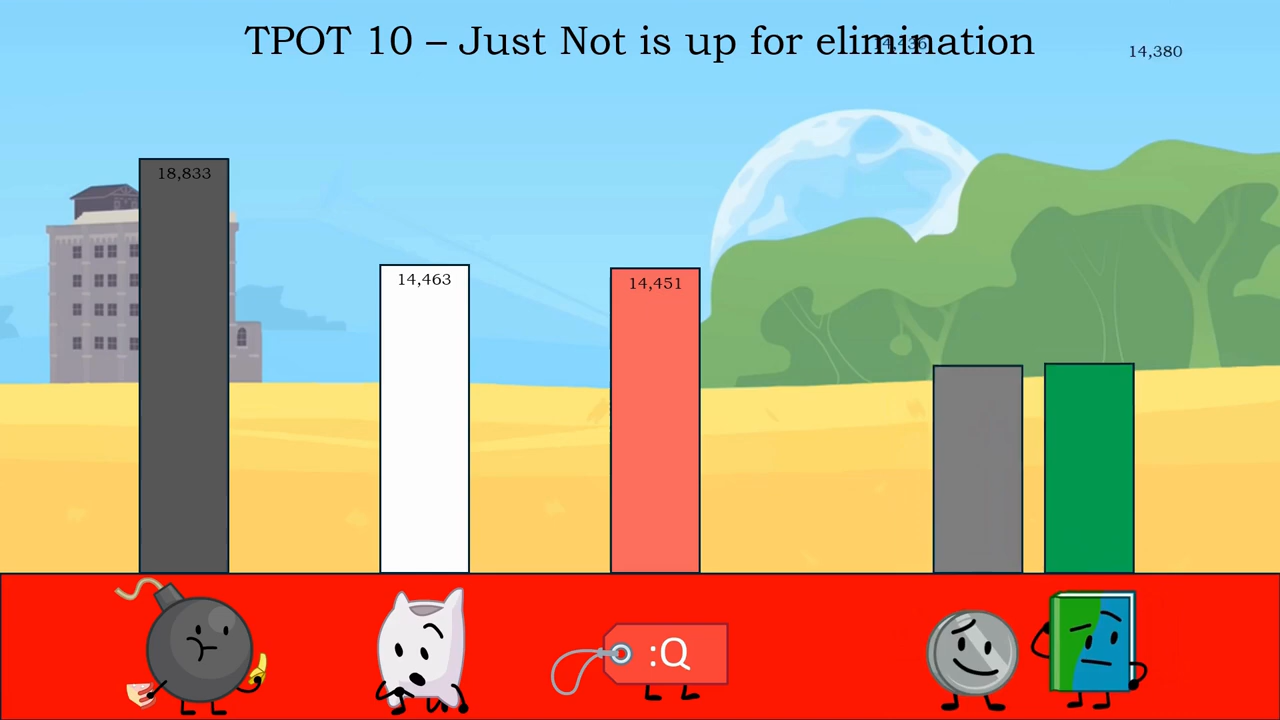 TPOT 10 – Just Not is up for elimination
14,380
18,833
14,463
14,451
:Q